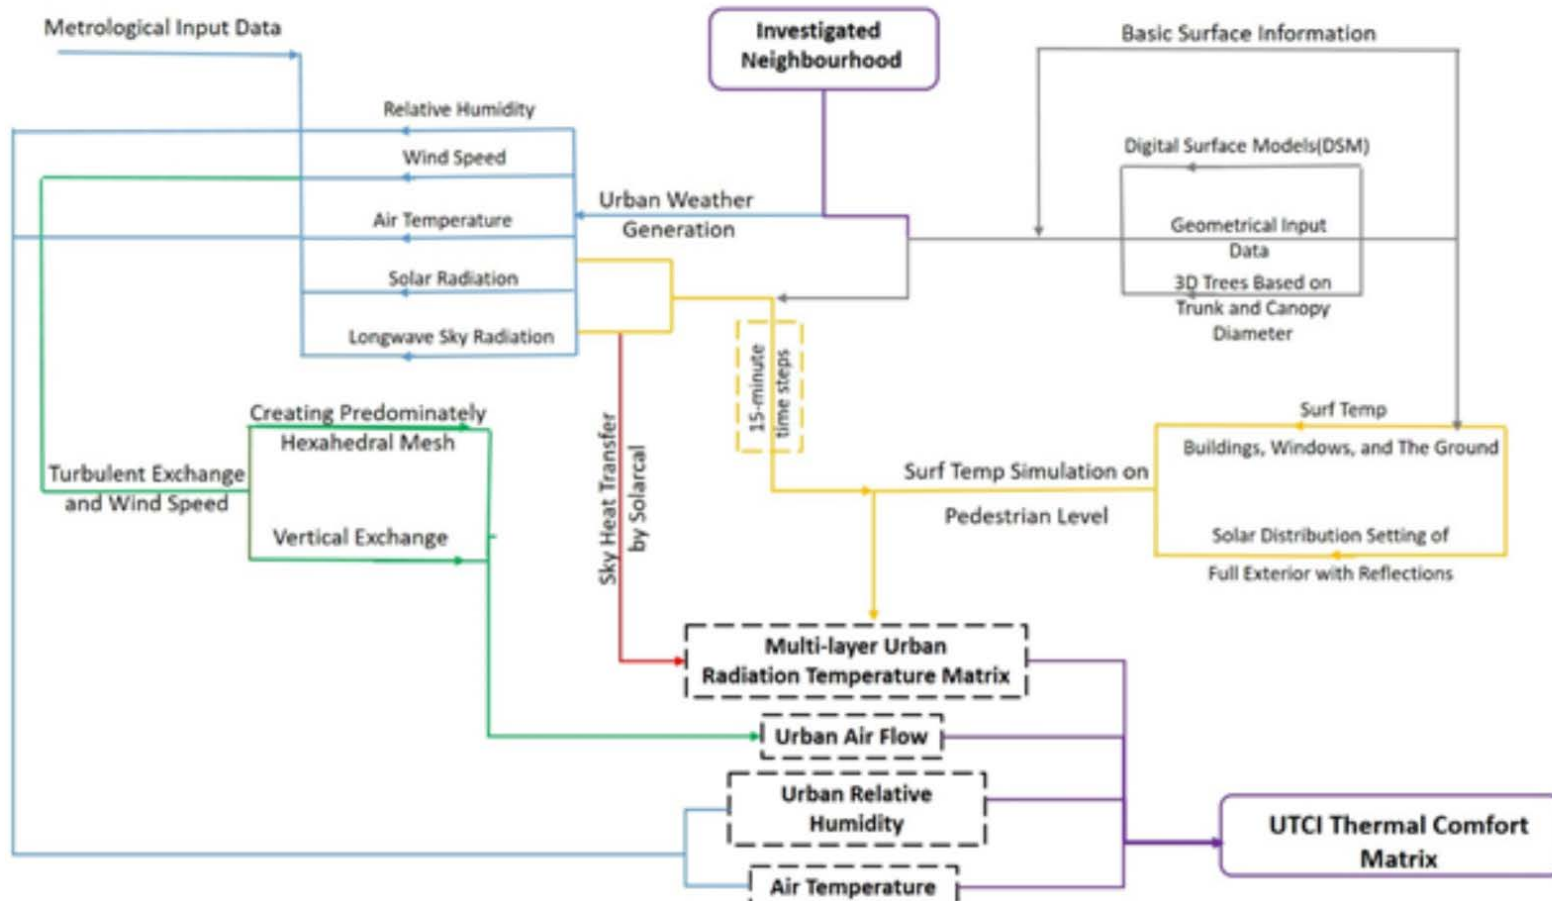 Metrological Input Data
Investigated
Neighbourhood
Basic Surface Information
Relative Humidity
Wind Speed
Air Temperature
Solar Radiation
Longwave Sky Radiation
Urban Weather
Generation
Digital Surface Models(DSM)
Geometrical Input
Data
3D Trees Based on
Trunk and Canopy
Diameter
15-minute
time steps
Creating Predominately
Hexahedral Mesh
Turbulent Exchange
and Wind Speed
Vertical Exchange
Sky Heat Transfer
by Solarcal
Surf Temp Simulation on
Pedestrian Level
Surf Temp
Buildings, Windows, and The Ground
Solar Distribution Setting of
Full Exterior with Reflections
Multi-layer Urban
Radiation Temperature Matrix
Urban Air Flow
Urban Relative
Humidity
Air Temperature
UTCI Thermal Comfort
Matrix